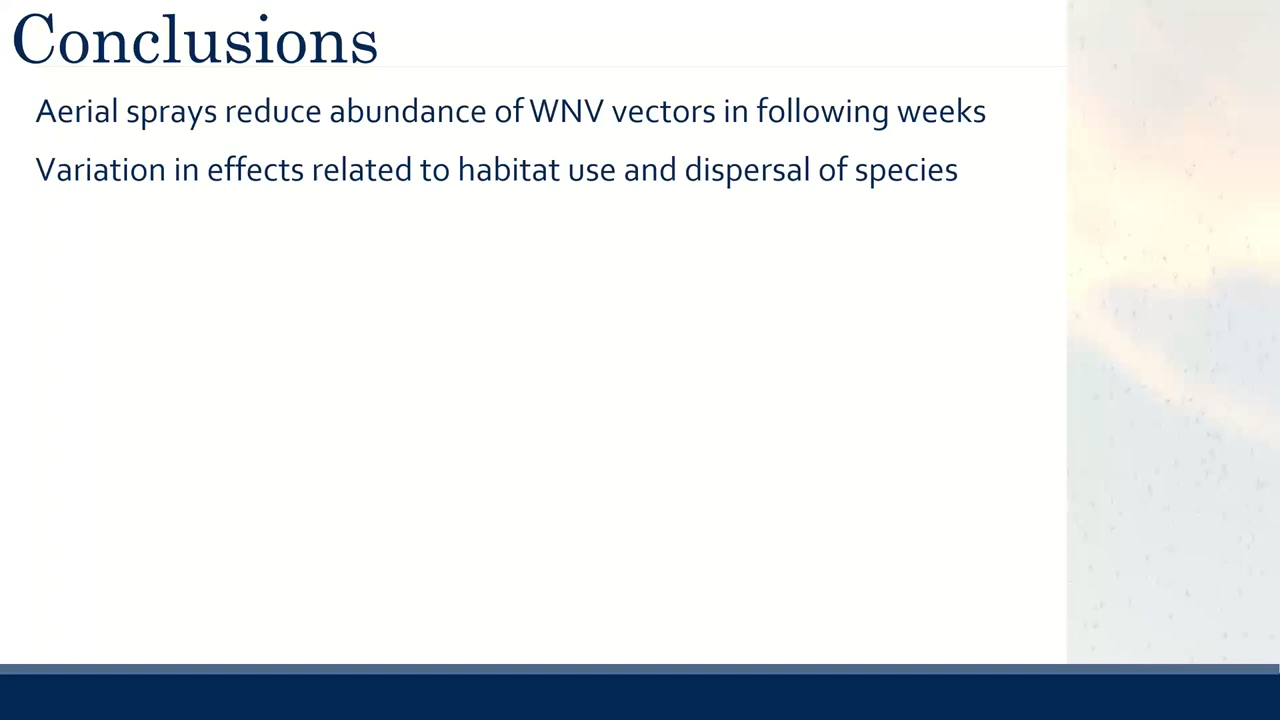 Conclusions
Aerial sprays reduce abundance of WNV vectors in following weeks
Variation in effects related to habitat use and dispersal of species